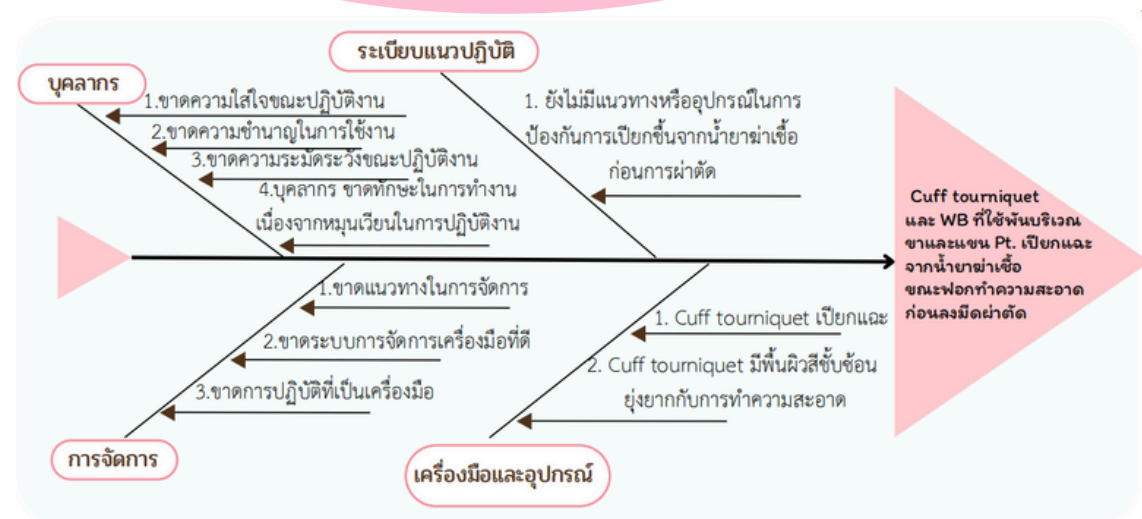 ระเบียบแนวปฏิบัติ
บุคลากร
1.ขาดความใส่ใจขณะปฏิบัติงาน
2.ขาดความชำนาญในการใช้งาน
3.ขาดความระมัดระวังขณะปฏิบัติงาน
4.บุคลากร ขาดทักษะในการทำงาน
เนื่องจากหมุนเวียนในการปฏิบัติงาน
1. ยังไม่มีแนวทางหรืออุปกรณ์ในการ
ป้องกันการเปียกชื้นจากน้ำยาฆ่าเชื้อ
ก่อนการผ่าตัด
Cuff tourniquet
และ WB ที่ใช้พันบริเวณ
ขาและแขน Pt. เปียกแฉะ
จากน้ำยาฆ่าเชื้อ
ขณะฟอกทำความสะอาด
ก่อนลงมีดผ่าตัด
1.ขาดแนวทางในการจัดการ
2.ขาดระบบการจัดการเครื่องมือที่ดี
3.ขาดการปฏิบัติที่เป็นเครื่องมือ
การจัดการ
1. Cuff tourniquet เปียกแฉะ
2. Cuff tourniquet มีพื้นผิวสีซับซ้อน
ยุ่งยากกับการทำความสะอาด
เครื่องมือและอุปกรณ์